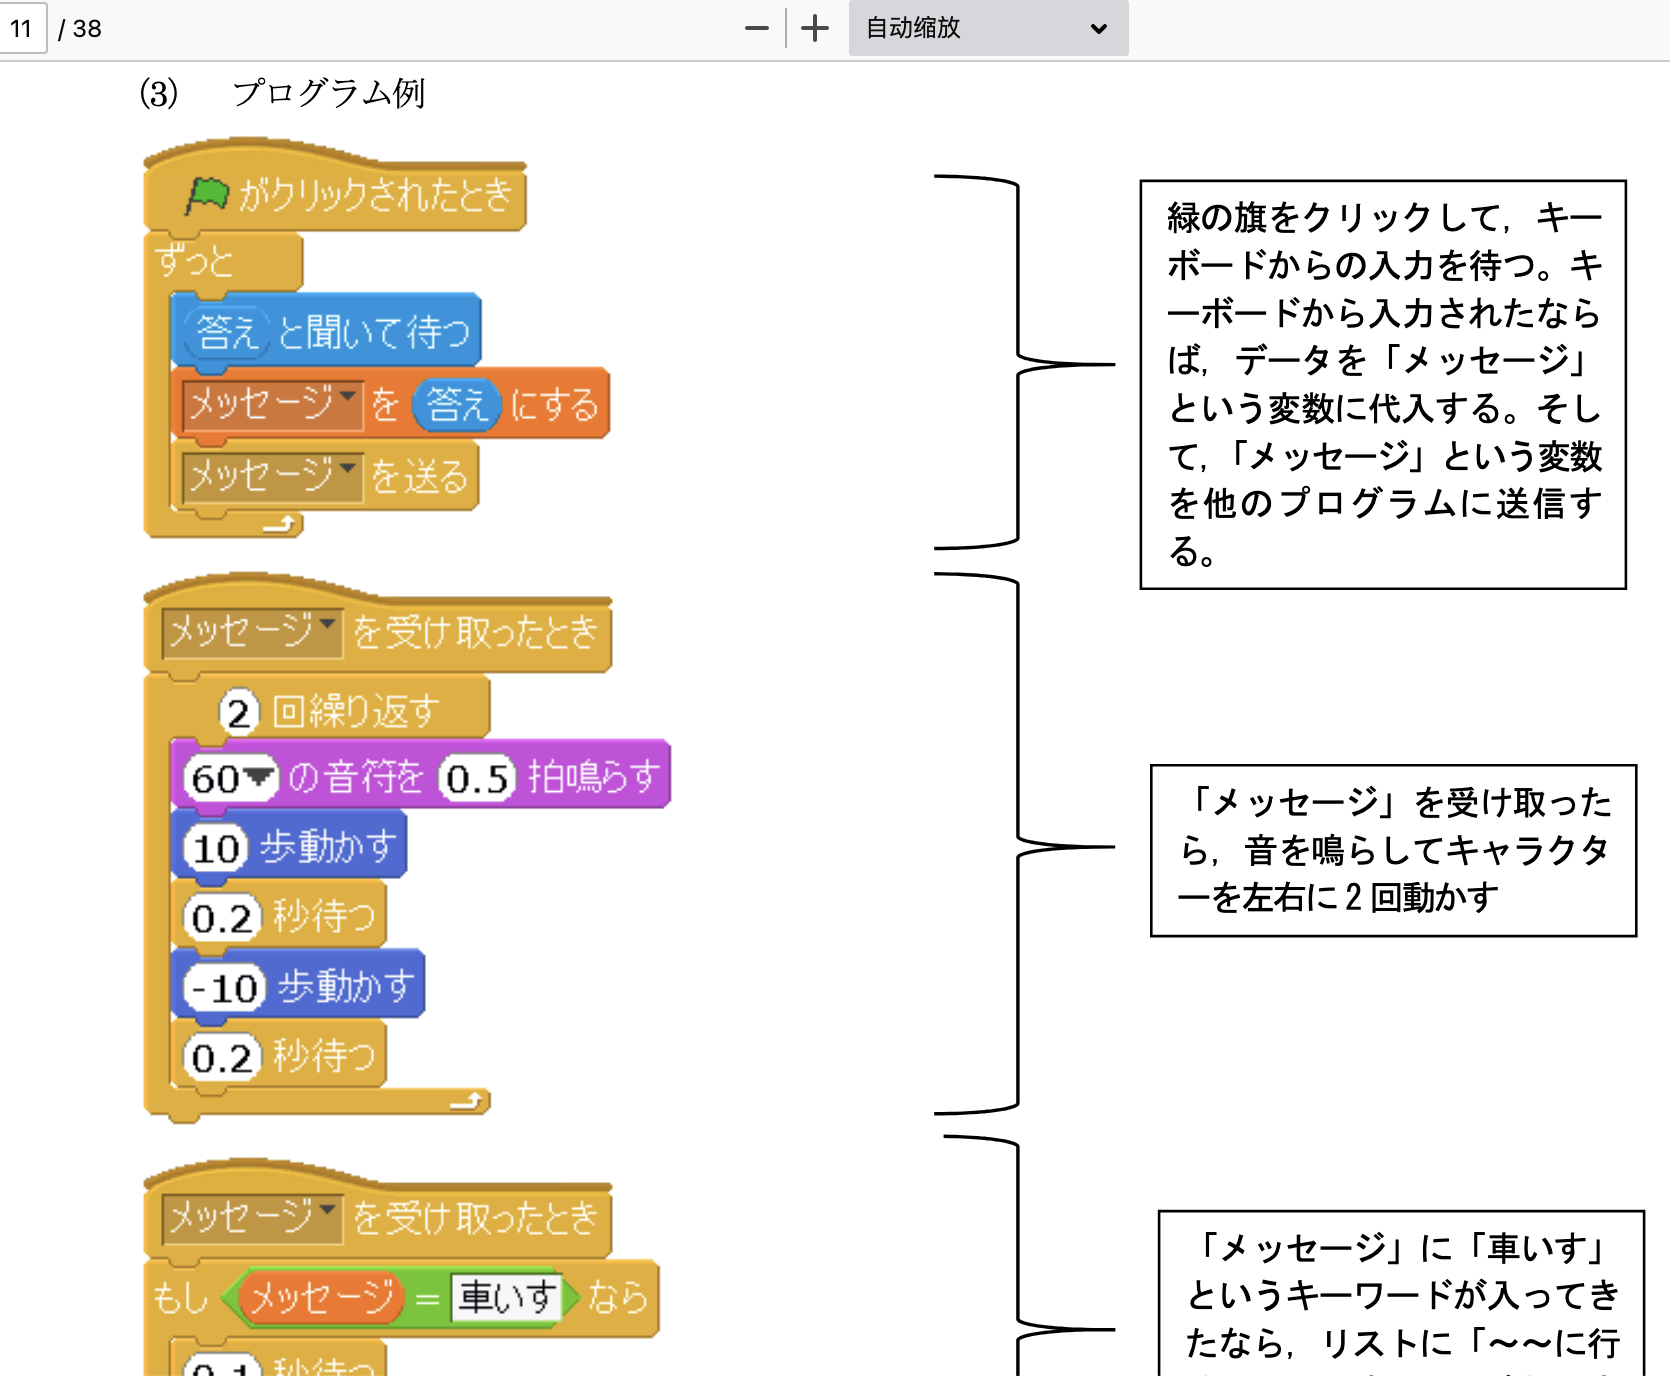 11 / 38
自动缩放
(3) プログラム例
がクリックされたとき
ずっと
答え と聞いて待つ
メッセージ を 答え にする
メッセージ を送る
緑の旗をクリックして，キー
ボードからの入力を待つ。キ
ーボードから入力されたなら
ば，データを「メッセージ」
という変数に代入する。そし
て，「メッセージ」という変数
を他のプログラムに送信す
る。
メッセージ を受け取ったとき
2 回繰り返す
60 の音符を 0.5 拍鳴らす
10 歩動かす
0.2 秒待つ
-10 歩動かす
0.2 秒待つ
「メッセージ」を受け取った
ら，音を鳴らしてキャラクタ
ーを左右に2回動かす
メッセージ を受け取ったとき
もし メッセージ = 車いす なら
0.1 秒待つ
「メッセージ」に「車いす」
というキーワードが入ってき
たなら，リストに「～～に行